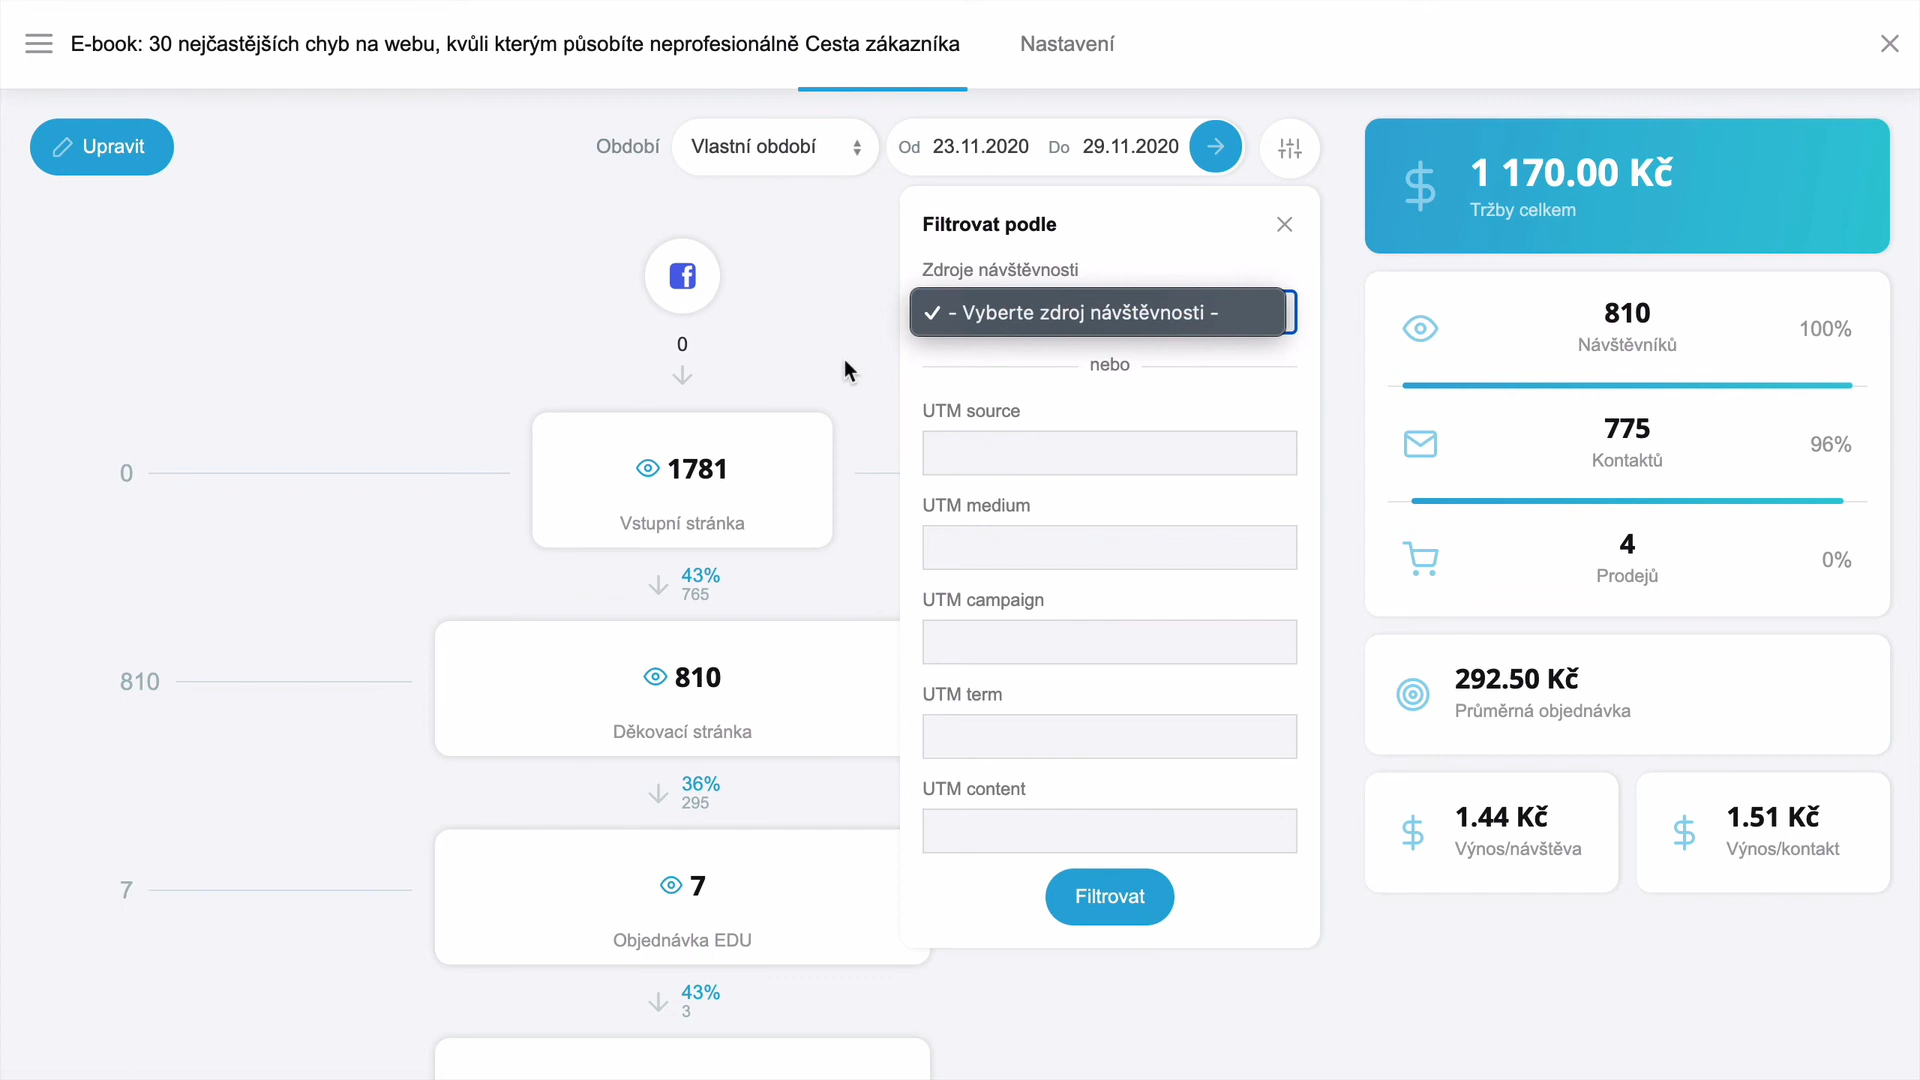 E-book: 30 nejčastějších chyb na webu, kvůli kterým působíte neprofesionálně Cesta zákazníka
Nastavení
Upravit
Období
Vlastní období
Od 23.11.2020 Do 29.11.2020
0
0
1781
Vstupní stránka
43%
765
810
810
Děkovací stránka
36%
295
7
7
Objednávka EDU
43%
3
Filtrovat podle
Zdroje návštěvnosti
✓ - Vyberte zdroj návštěvnosti -
nebo
UTM source
UTM medium
UTM campaign
UTM term
UTM content
Filtrovat
1 170.00 Kč
Tržby celkem
810
Návštěvníků
100%
775
Kontaktů
96%
4
Prodejů
0%
292.50 Kč
Průměrná objednávka
1.44 Kč
Výnos/návštěva
1.51 Kč
Výnos/kontakt